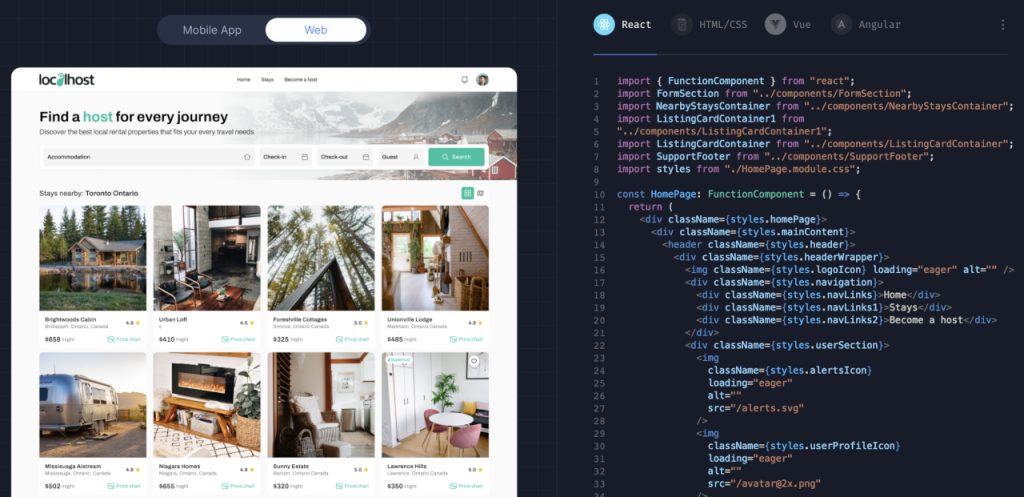 Mobile App
Web
localhost
Home
Stays
Become a host
Find a host for every journey
Discover the best local rental properties that fits your every travel needs
Accommodation
Check-in
Check-out
Guest
Search
Stays nearby: Toronto Ontario
Brightwoods Cabin 4.9
Bridlepath, Ontario, Canada
$659 /night Price chart
Urban Loft 4.5
c
$410 /night Price chart
Forestville Cottages 5.0
Simcoe, Ontario Canada
$325 /night Price chart
Unionville Lodge 4.8
Markham, Ontario Canada
$485 /night Price chart
Missisuaga Aistream 4.9
Mississauga, Ontario, Canada
$502 /night Price chart
Niagara Homes 4.8
Niagara, Ontario, Canada
$655 /night Price chart
Sunny Estate 5.0
Barrie, Ontario, Canada
$320 /night Price chart
Superhost
Lawrence Hills 5.0
Lawrence, Ontario, Canada
$350 /night Price chart
React
HTML/CSS
Vue
Angular
1 import { FunctionComponent } from "react";
2 import FormSection from "../components/FormSection";
3 import NearbyStaysContainer from "../components/NearbyStaysContainer";
4 import ListingCardContainer1 from
5 "../components/ListingCardContainer1";
6 import ListingCardContainer from "../components/ListingCardContainer";
7 import SupportFooter from "../components/SupportFooter";
8 import styles from "./HomePage.module.css";
9
10 const HomePage: FunctionComponent = () => {
11 return (
12 <div className={styles.homePage}>
13 <div className={styles.mainContent}>
14 <header className={styles.header}>
15 <div className={styles.headerWrapper}>
16 <img className={styles.logoIcon} loading="eager" alt="" />
17 <div className={styles.navigation}>
18 <div className={styles.navLinks}>Home</div>
19 <div className={styles.navLinks1}>Stays</div>
20 <div className={styles.navLinks2}>Become a host</div>
21 </div>
22 <div className={styles.userSection}>
23 <img
24 className={styles.alertsIcon}
25 loading="eager"
26 alt=""
27 src="/alerts.svg"
28 />
29 <img
30 className={styles.userProfileIcon}
31 loading="eager"
32 alt=""
33 src="/avatar@2x.png"
34 />